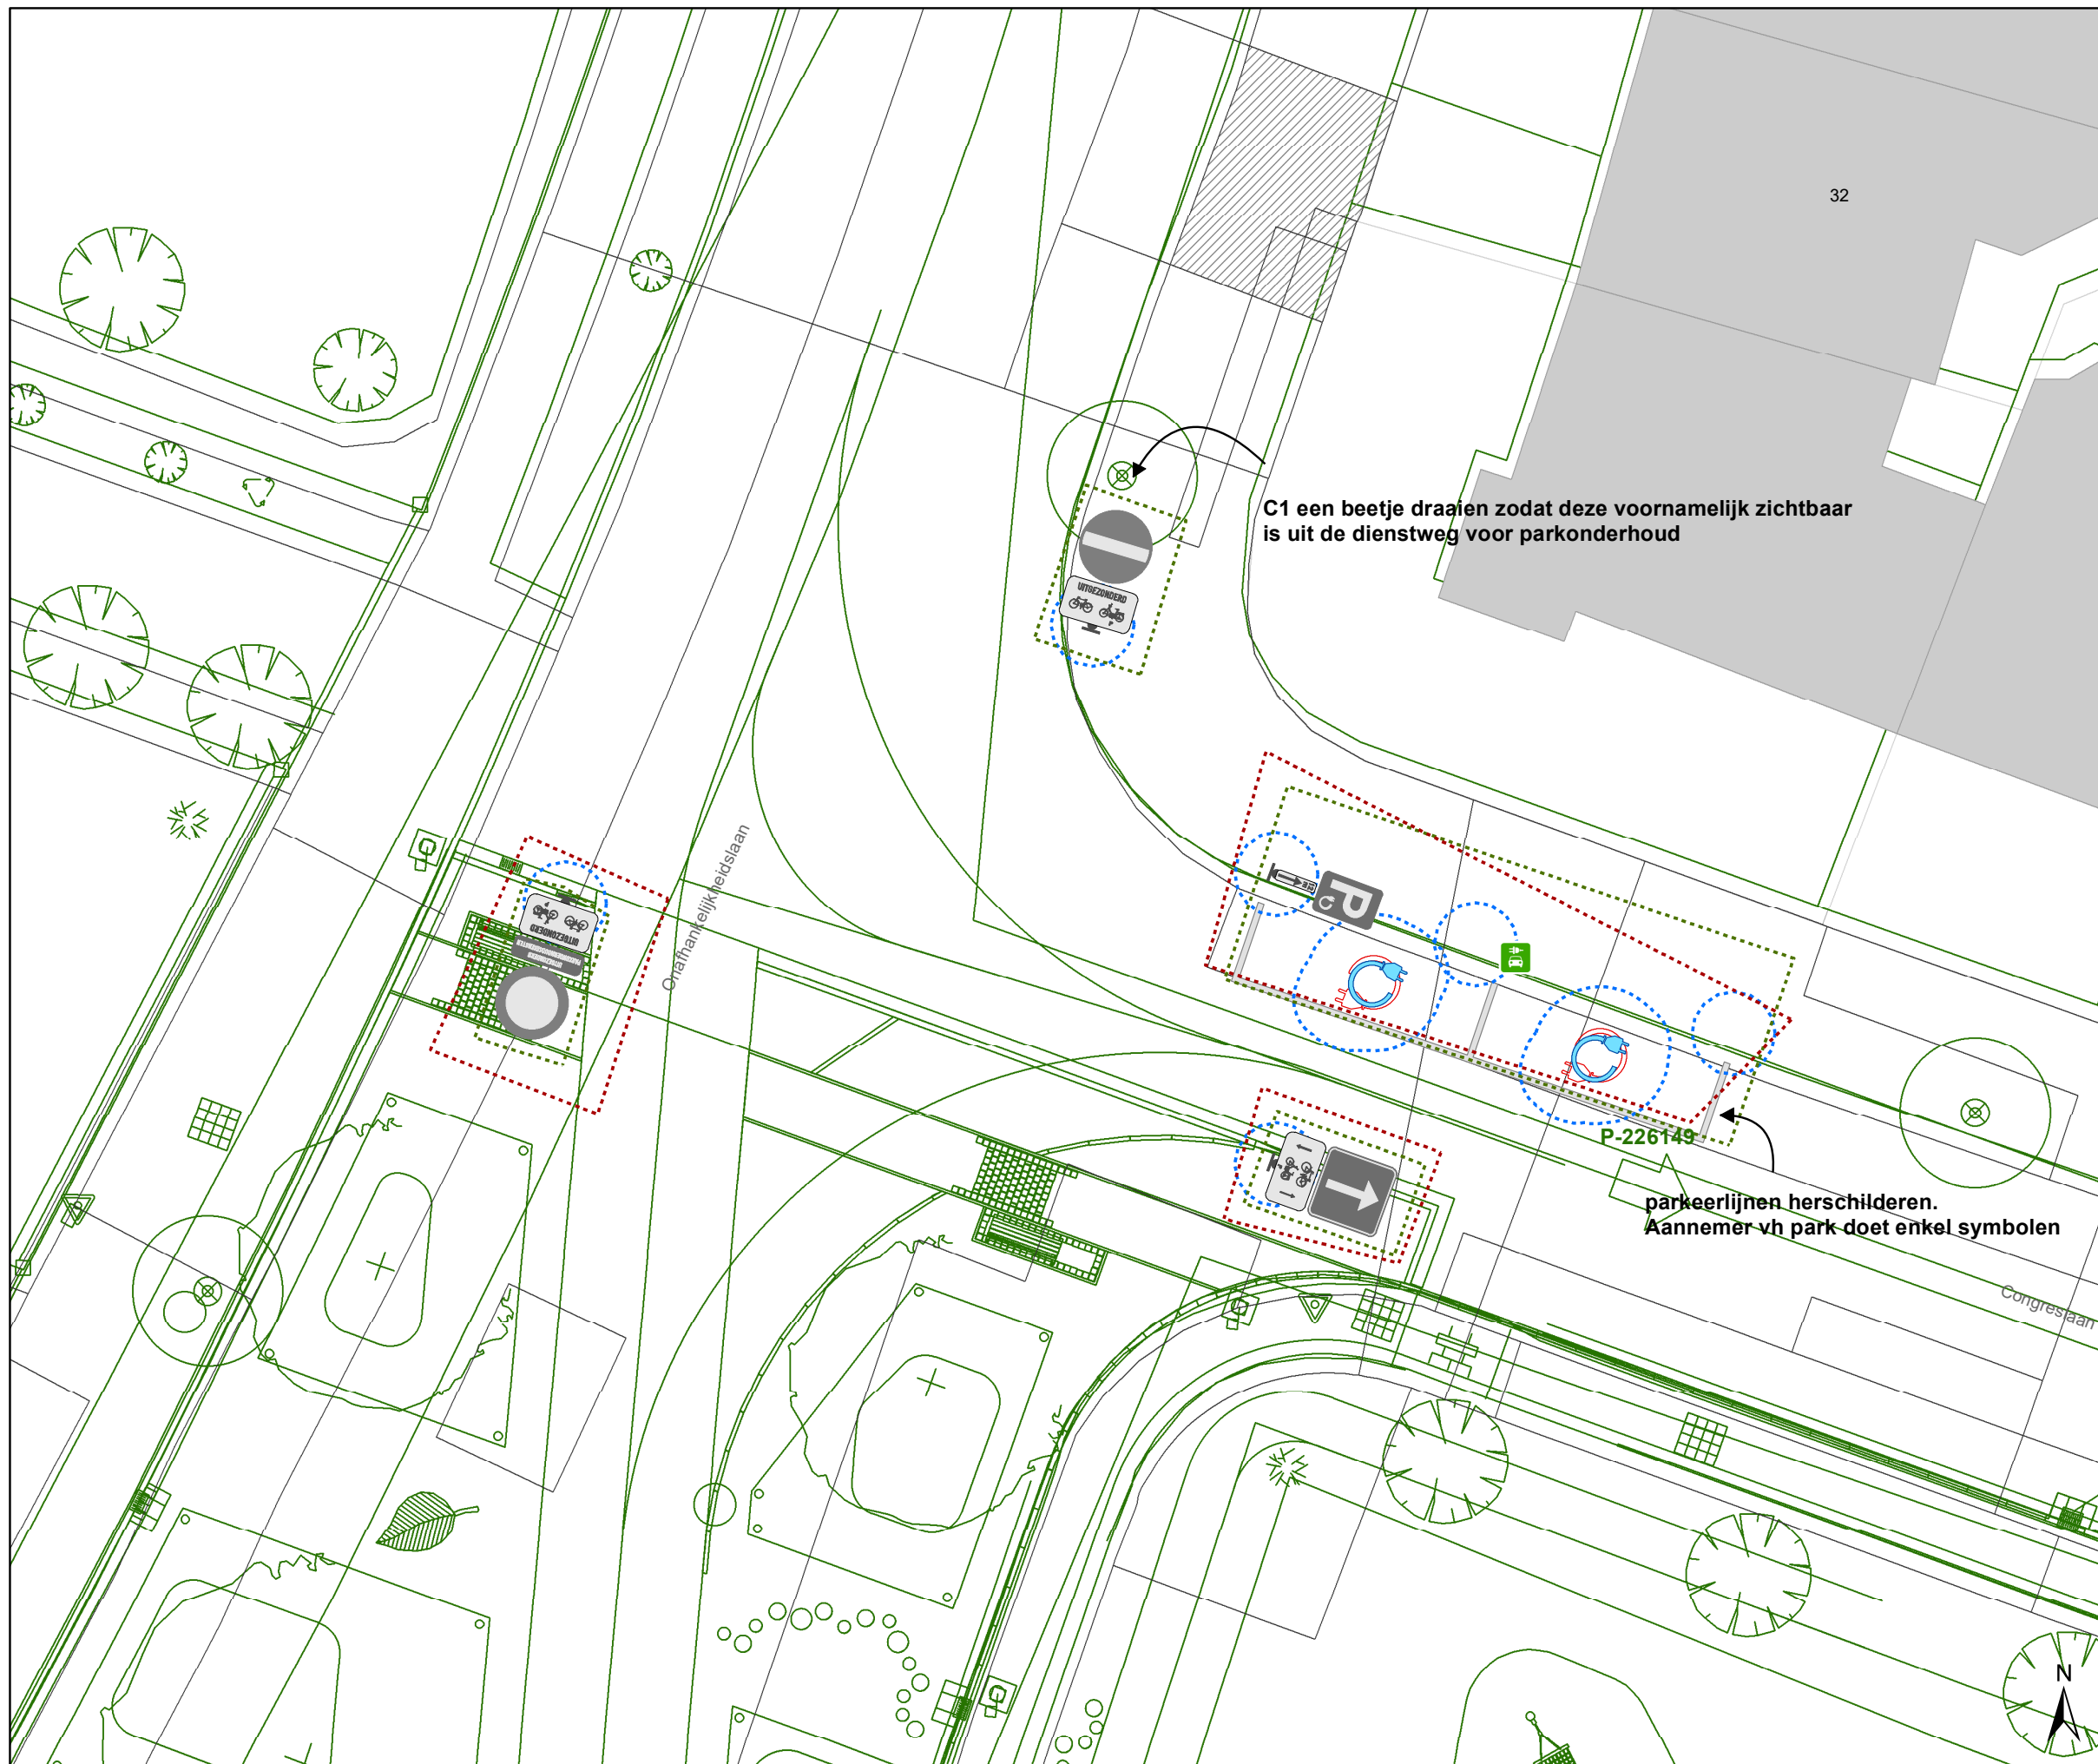 32
C1 een beetje draaien zodat deze voornamelijk zichtbaar
is uit de dienstweg voor parkonderhoud
UITGEZONDERD
Onafhankelijkheidslaan
UITGEZONDERD
P
P-226149
parkeerlijnen herschilderen.
Aannemer vh park doet enkel symbolen
Congreslaan
N